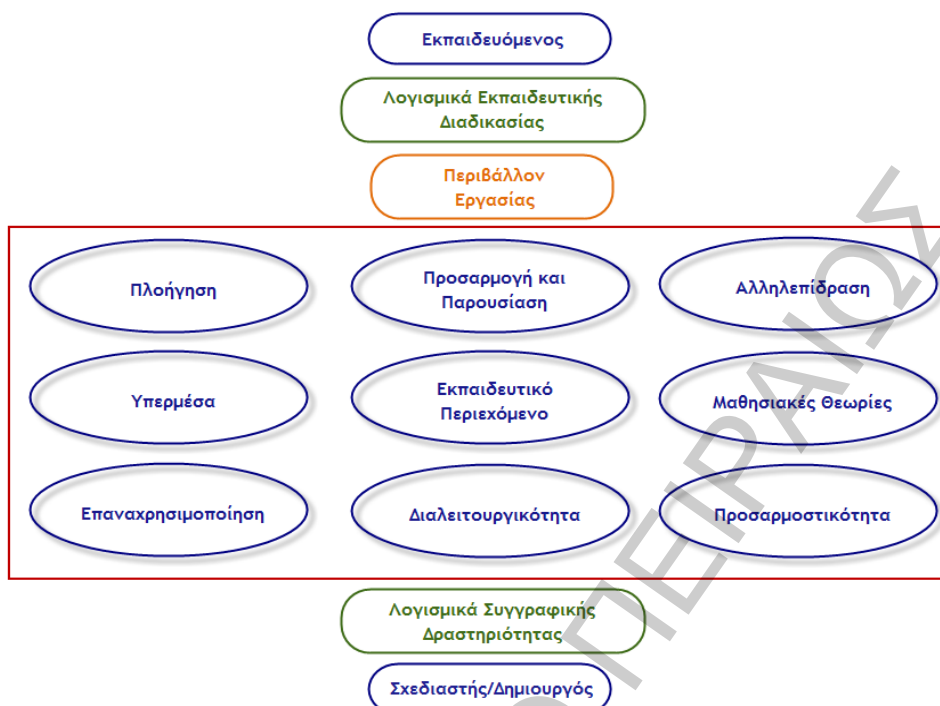 Εκπαιδευόμενος
Λογισμικά Εκπαιδευτικής
Διαδικασίας
Περιβάλλον
Εργασίας
Πλοήγηση
Προσαρμογή και
Παρουσίαση
Αλληλεπίδραση
Υπερμέσα
Εκπαιδευτικό
Περιεχόμενο
Μαθησιακές Θεωρίες
Επαναχρησιμοποίηση
Διαλειτουργικότητα
Προσαρμοστικότητα
Λογισμικά Συγγραφικής
Δραστηριότητας
Σχεδιαστής/Δημιουργός
ΠΕΙΡΑΙΩΣ